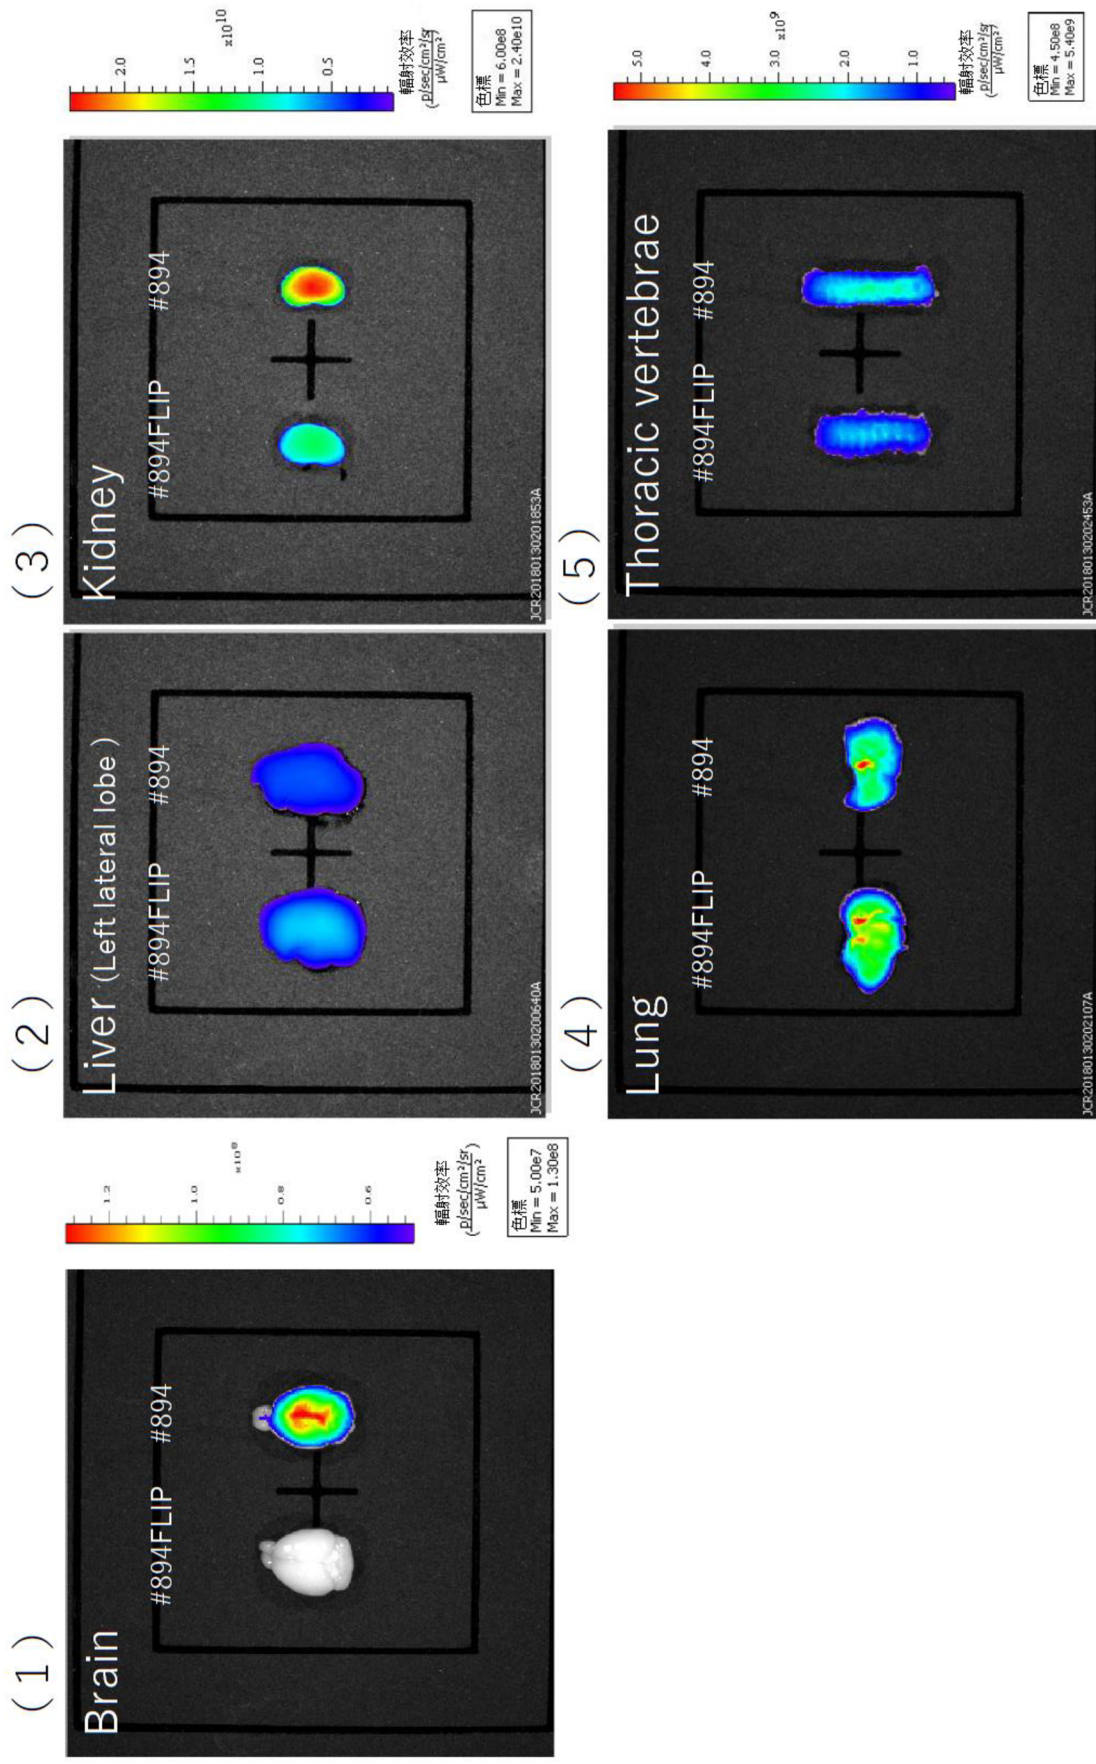 (1)
Brain
#894FLIP #894
1.2
1.0
0.8
0.6
x10⁸
輻射效率
(p/sec/cm²/sr)
µW/cm²
色標
Min = 5.00e7
Max = 1.30e8
(2)
Liver (Left lateral lobe)
#894FLIP #894
JCR20180130200640A
(3)
Kidney
#894FLIP #894
JCR20180130201853A
2.0
1.5
1.0
0.5
x10¹⁰
輻射效率
(p/sec/cm²/sr)
µW/cm²
色標
Min = 6.00e8
Max = 2.40e10
(4)
Lung
#894FLIP #894
JCR20180130202107A
(5)
Thoracic vertebrae
#894FLIP #894
JCR20180130202453A
5.0
4.0
3.0
2.0
1.0
x10⁹
輻射效率
(p/sec/cm²/sr)
µW/cm²
色標
Min = 4.50e8
Max = 5.40e9